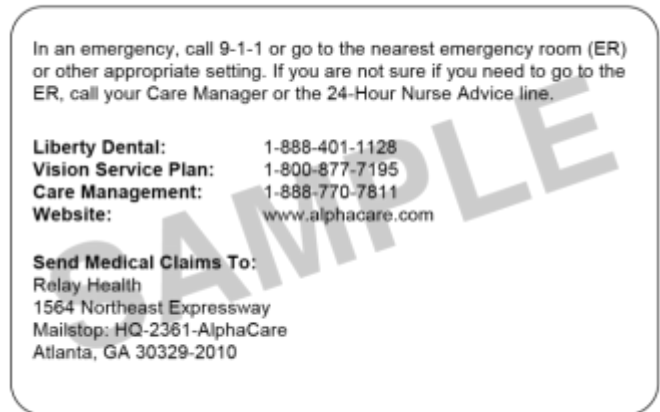 In an emergency, call 9-1-1 or go to the nearest emergency room (ER)
or other appropriate setting. If you are not sure if you need to go to the
ER, call your Care Manager or the 24-Hour Nurse Advice line.
Liberty Dental: 1-888-401-1128
Vision Service Plan: 1-800-877-7195
Care Management: 1-888-770-7811
Website: www.alphacare.com
Send Medical Claims To:
Relay Health
1564 Northeast Expressway
Mailstop: HQ-2361-AlphaCare
Atlanta, GA 30329-2010
SAMPLE